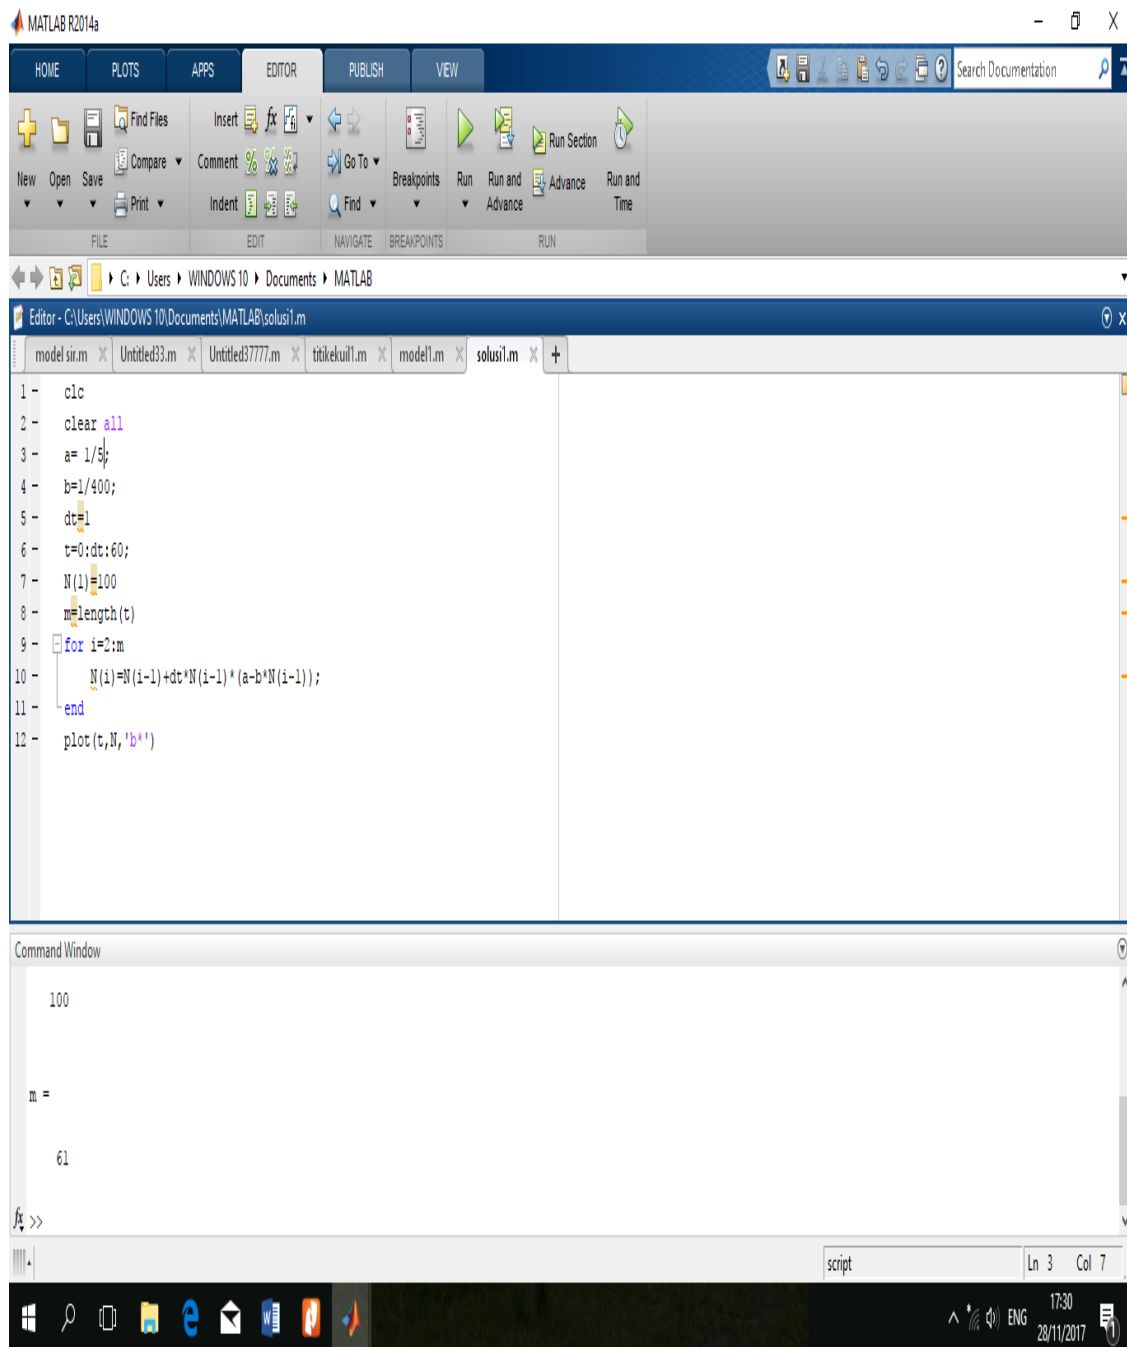 MATLAB R2014a
HOME PLOTS APPS EDITOR PUBLISH VIEW Search Documentation
Find Files Insert fx
Compare Comment Go To Breakpoints Run Run and Advance Run Section Advance Run and Time
New Open Save Print Indent Find
FILE EDIT NAVIGATE BREAKPOINTS RUN
C: Users WINDOWS 10 Documents MATLAB
Editor - C:\Users\WINDOWS 10\Documents\MATLAB\solusi1.m
model sir.m Untitled33.m Untitled37777.m titikekuil1.m model1.m solusi1.m +
1 - clc
2 - clear all
3 - a= 1/5;
4 - b=1/400;
5 - dt=1
6 - t=0:dt:60;
7 - N(1)=100
8 - m=length(t)
9 - for i=2:m
10 - N(i)=N(i-1)+dt*N(i-1)*(a-b*N(i-1));
11 - end
12 - plot(t,N,'b*')
Command Window
100
m =
61
fx >>
script Ln 3 Col 7
ENG 17:30
28/11/2017 1